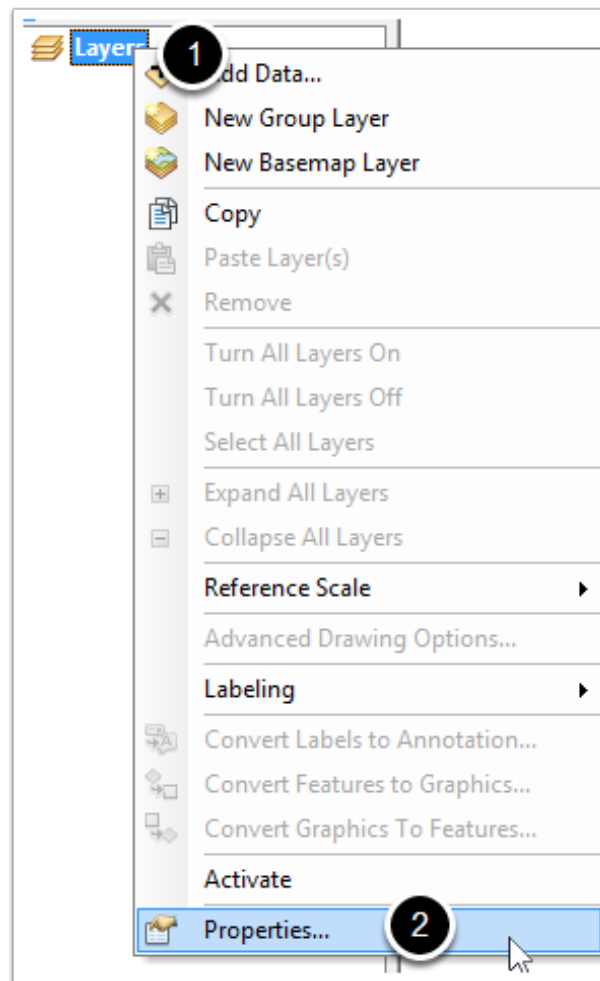 Layers
1
Add Data...
New Group Layer
New Basemap Layer
Copy
Paste Layer(s)
Remove
Turn All Layers On
Turn All Layers Off
Select All Layers
Expand All Layers
Collapse All Layers
Reference Scale
Advanced Drawing Options...
Labeling
Convert Labels to Annotation...
Convert Features to Graphics...
Convert Graphics To Features...
Activate
Properties... 2